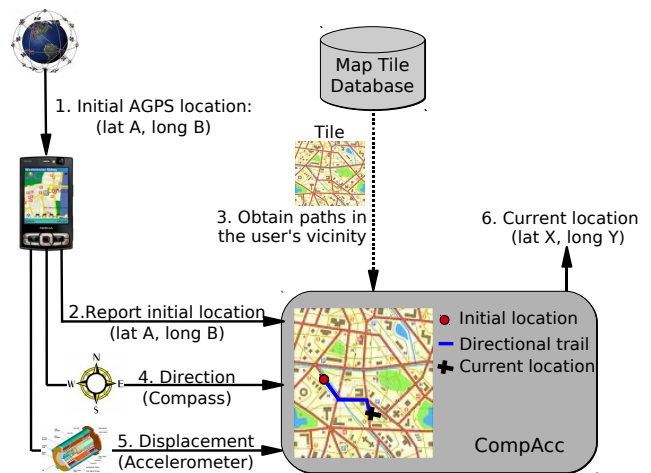 Map Tile
Database
1. Initial AGPS location:
(lat A, long B)
Tile
3. Obtain paths in
the user's vicinity
6. Current location
(lat X, long Y)
2.Report initial location
(lat A, long B)
Initial location
Directional trail
Current location
N
W
E
S
4. Direction
(Compass)
5. Displacement
(Accelerometer)
CompAcc